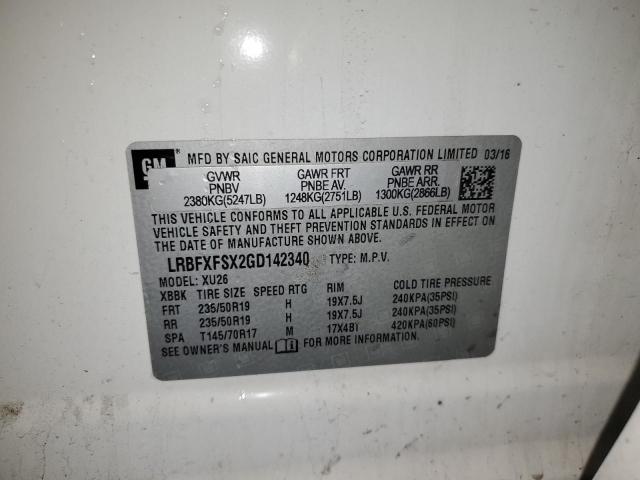 GM MFD BY SAIC GENERAL MOTORS CORPORATION LIMITED 03/16
GVWR GAWR FRT GAWR RR
PNBV PNBE AV. PNBE ARR.
2380KG(5247LB) 1248KG(2751LB) 1300KG(2866LB)
THIS VEHICLE CONFORMS TO ALL APPLICABLE U.S. FEDERAL MOTOR
VEHICLE SAFETY AND THEFT PREVENTION STANDARDS IN EFFECT ON
THE DATE OF MANUFACTURE SHOWN ABOVE.
LRBFXFSX2GD142340 TYPE: M.P.V.
MODEL: XU26
XBBK TIRE SIZE SPEED RTG RIM COLD TIRE PRESSURE
FRT 235/50R19 H 19X7.5J 240KPA(35PSI)
RR 235/50R19 H 19X7.5J 240KPA(35PSI)
SPA T145/70R17 M 17X4BT 420KPA(60PSI)
SEE OWNER'S MANUAL FOR MORE INFORMATION.